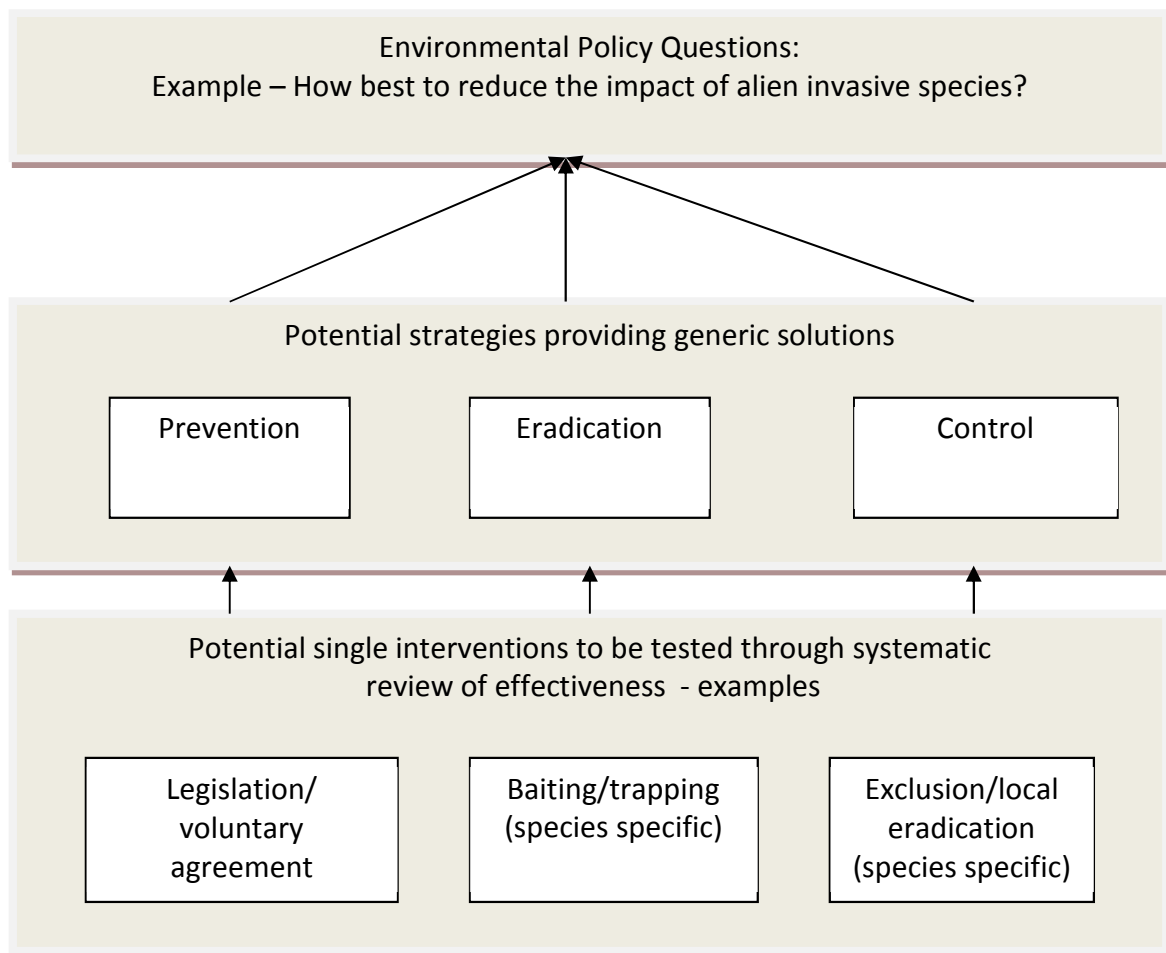 Environmental Policy Questions:
Example – How best to reduce the impact of alien invasive species?
Potential strategies providing generic solutions
Prevention
Eradication
Control
Potential single interventions to be tested through systematic
review of effectiveness  - examples
Legislation/
voluntary
agreement
Baiting/trapping
(species specific)
Exclusion/local
eradication
(species specific)